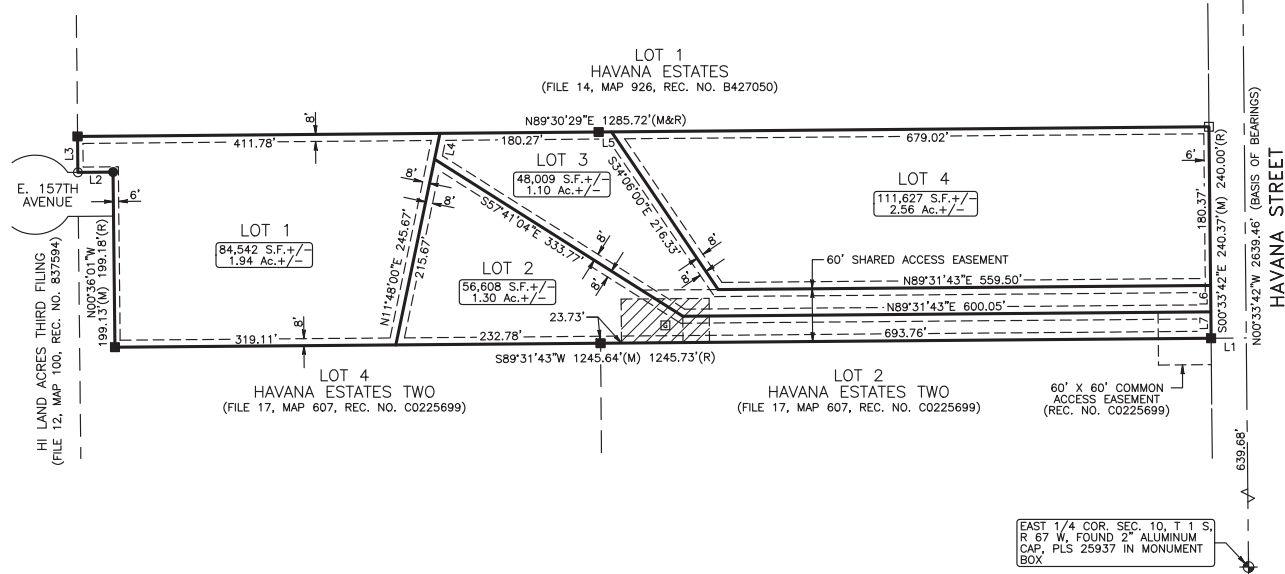 LOT 1
HAVANA ESTATES
(FILE 14, MAP 926, REC. NO. B427050)
N89°30'29"E 1285.72'(M&R)
8'
411.78'
180.27'
L5
679.02'
L3
L4
LOT 3
48,009 S.F.+/-
1.10 Ac.+/-
6'
L2
E. 157TH
AVENUE
6'
8'
8'
S34°06'00"E 216.33'
LOT 4
111,627 S.F.+/-
2.56 Ac.+/-
180.37'
S00°33'42"E 240.37'(M) 240.00'(R)
N00°33'42"W 2639.46' (BASIS OF BEARINGS)
HAVANA STREET
HI LAND ACRES THIRD FILING
(FILE 12, MAP 100, REC. NO. 837594)
N00°36'01"W
199.13'(M) 199.18'(R)
LOT 1
84,542 S.F.+/-
1.94 Ac.+/-
N11°48'00"E 245.67'
215.67'
S57°41'04"E 333.77'
8'
8'
8'
8'
LOT 2
56,608 S.F.+/-
1.30 Ac.+/-
60' SHARED ACCESS EASEMENT
N89°31'43"E 559.50'
L6
N89°31'43"E 600.05'
L7
23.73'
8'
319.11'
232.78'
693.76'
S89°31'43"W 1245.64'(M) 1245.73'(R)
L1
LOT 4
HAVANA ESTATES TWO
(FILE 17, MAP 607, REC. NO. C0225699)
LOT 2
HAVANA ESTATES TWO
(FILE 17, MAP 607, REC. NO. C0225699)
60' X 60' COMMON
ACCESS EASEMENT
(REC. NO. C0225699)
639.68'
EAST 1/4 COR. SEC. 10, T 1 S,
R 67 W, FOUND 2" ALUMINUM
CAP, PLS 25937 IN MONUMENT
BOX